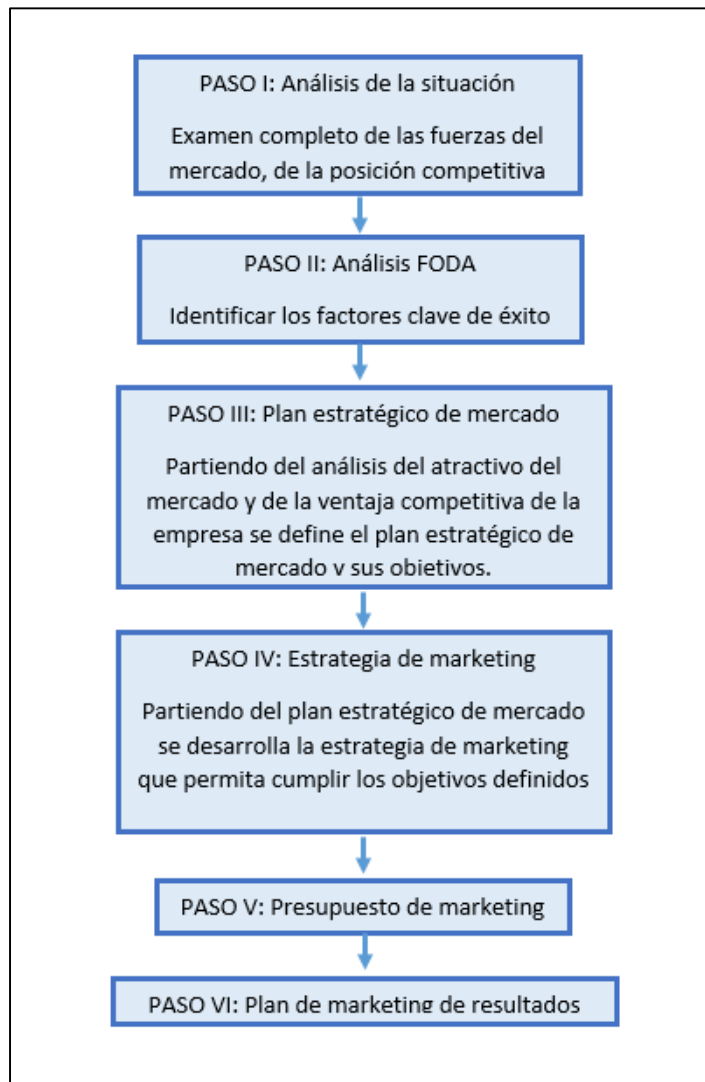 PASO I: Análisis de la situación
Examen completo de las fuerzas del
mercado, de la posición competitiva
PASO II: Análisis FODA
Identificar los factores clave de éxito
PASO III: Plan estratégico de mercado
Partiendo del análisis del atractivo del
mercado y de la ventaja competitiva de la
empresa se define el plan estratégico de
mercado y sus objetivos.
PASO IV: Estrategia de marketing
Partiendo del plan estratégico de mercado
se desarrolla la estrategia de marketing
que permita cumplir los objetivos definidos
PASO V: Presupuesto de marketing
PASO VI: Plan de marketing de resultados